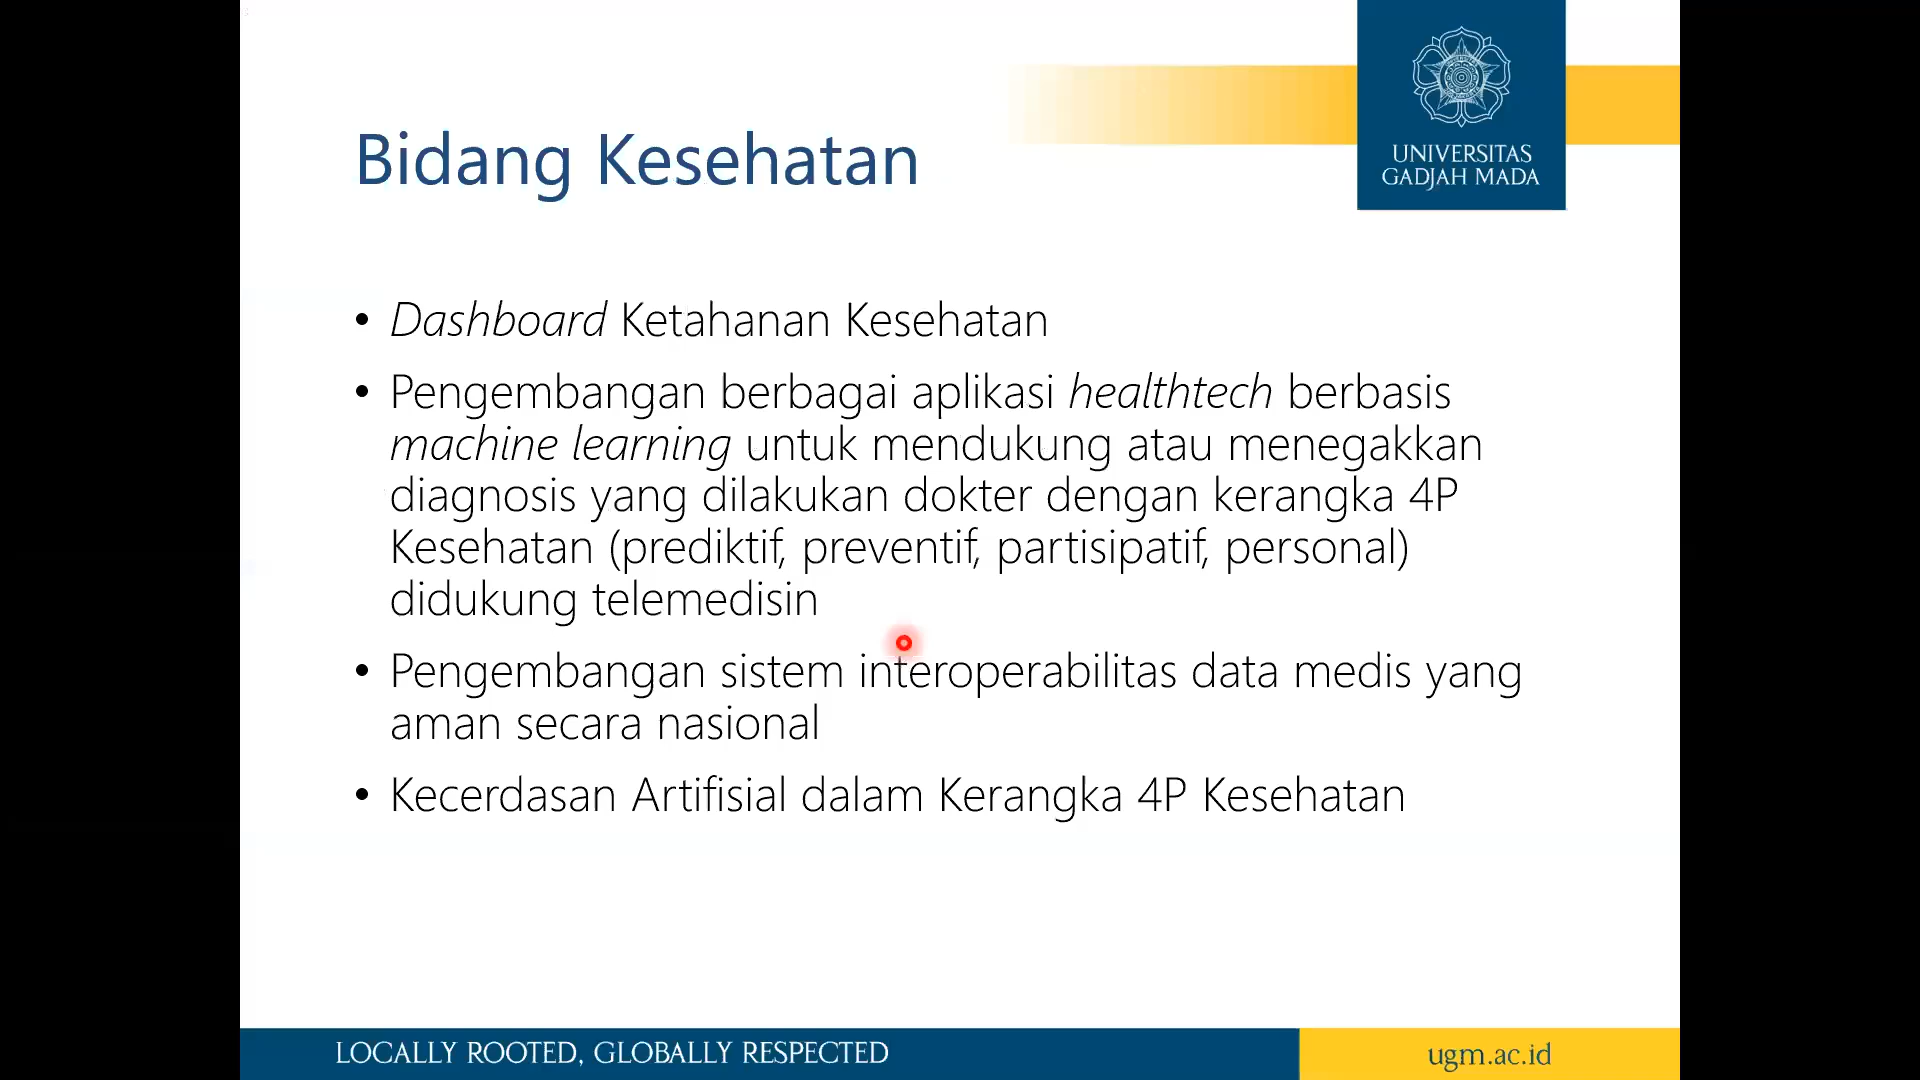 UNIVERSITAS
GADJAH MADA
Bidang Kesehatan
• Dashboard Ketahanan Kesehatan
• Pengembangan berbagai aplikasi healthtech berbasis
machine learning untuk mendukung atau menegakkan
diagnosis yang dilakukan dokter dengan kerangka 4P
Kesehatan (prediktif, preventif, partisipatif, personal)
didukung telemedisin
• Pengembangan sistem interoperabilitas data medis yang
aman secara nasional
• Kecerdasan Artifisial dalam Kerangka 4P Kesehatan
LOCALLY ROOTED, GLOBALLY RESPECTED
ugm.ac.id